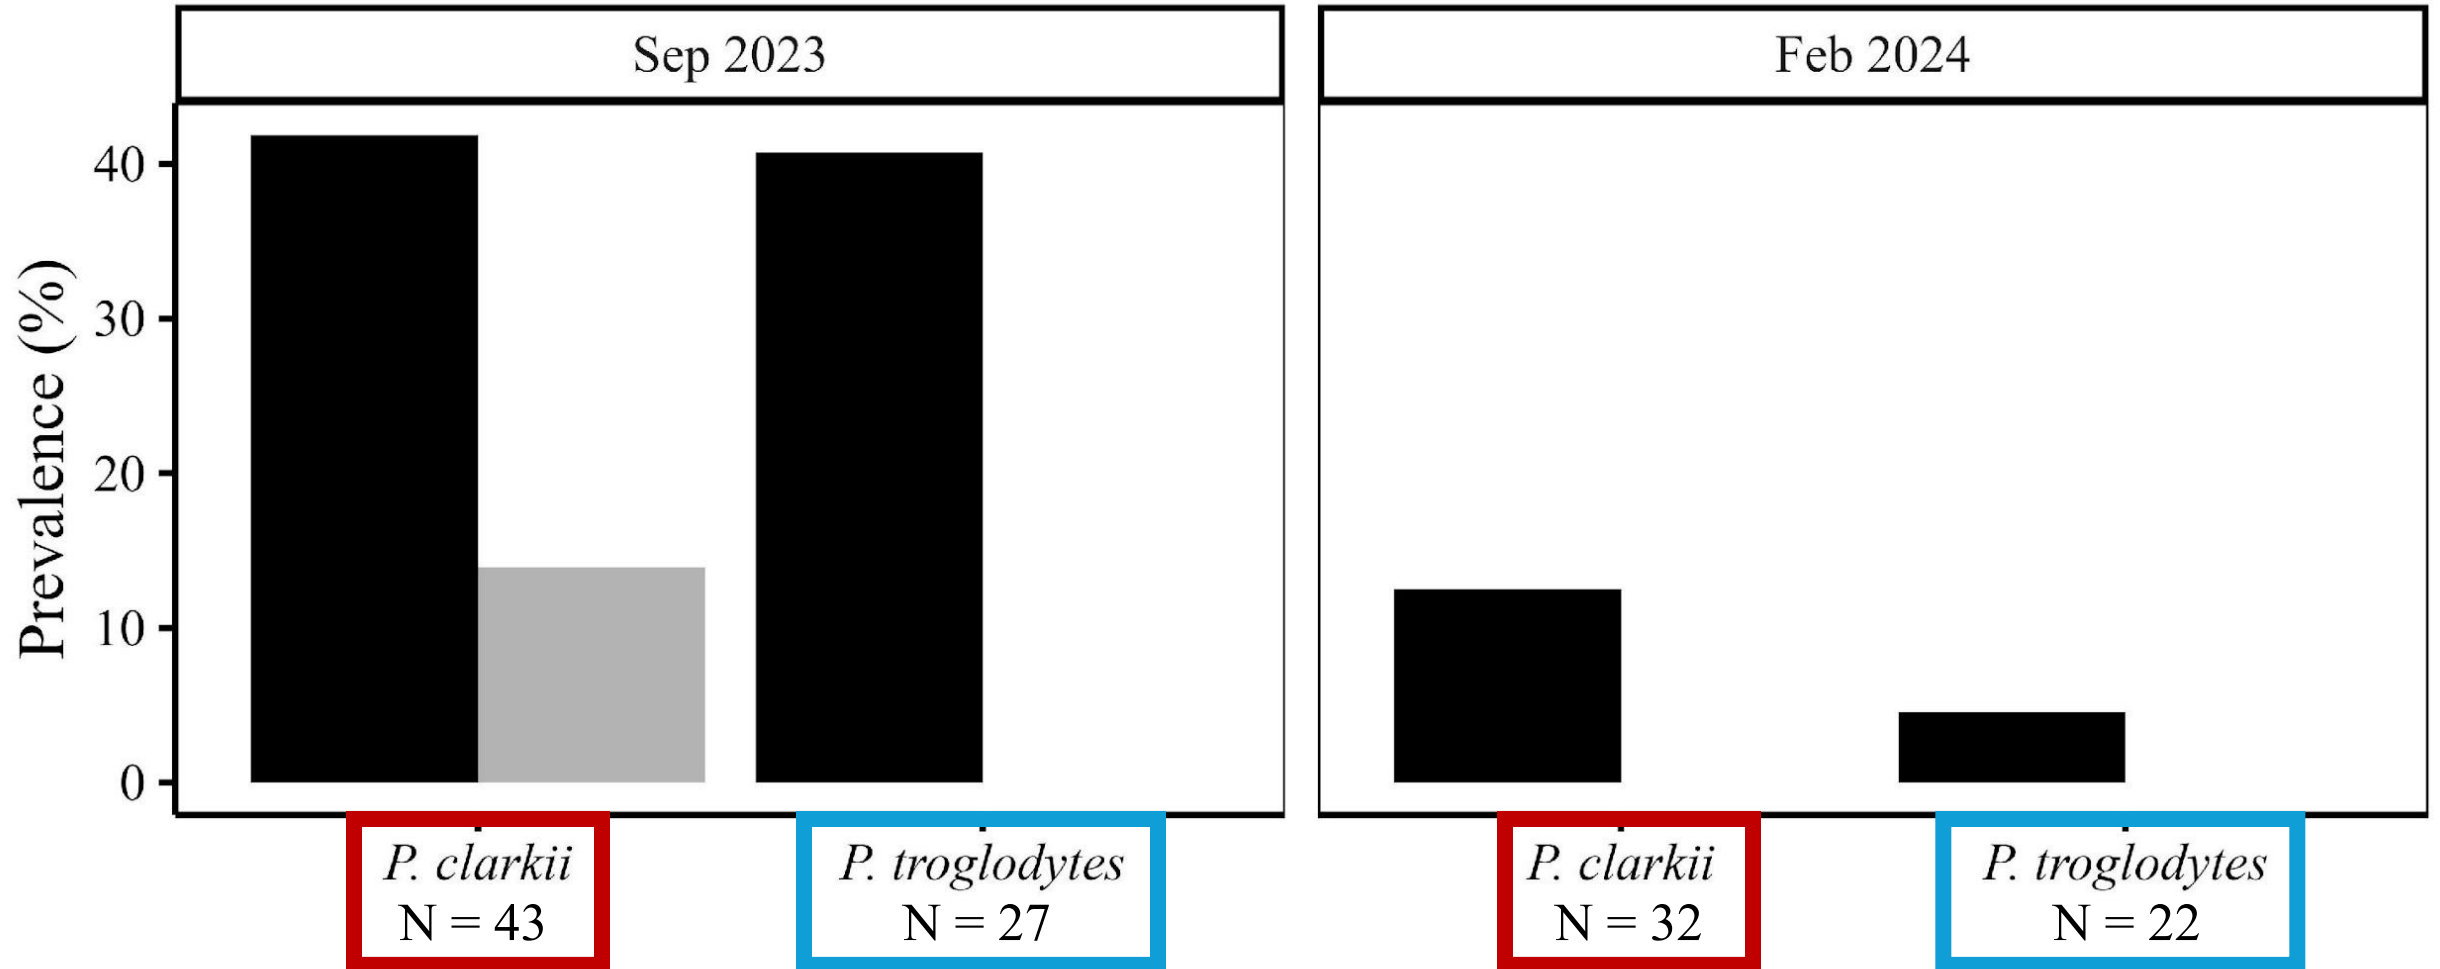 Sep 2023
Feb 2024
Prevalence (%)
40
30
20
10
0
P. clarkii
N = 43
P. troglodytes
N = 27
P. clarkii
N = 32
P. troglodytes
N = 22